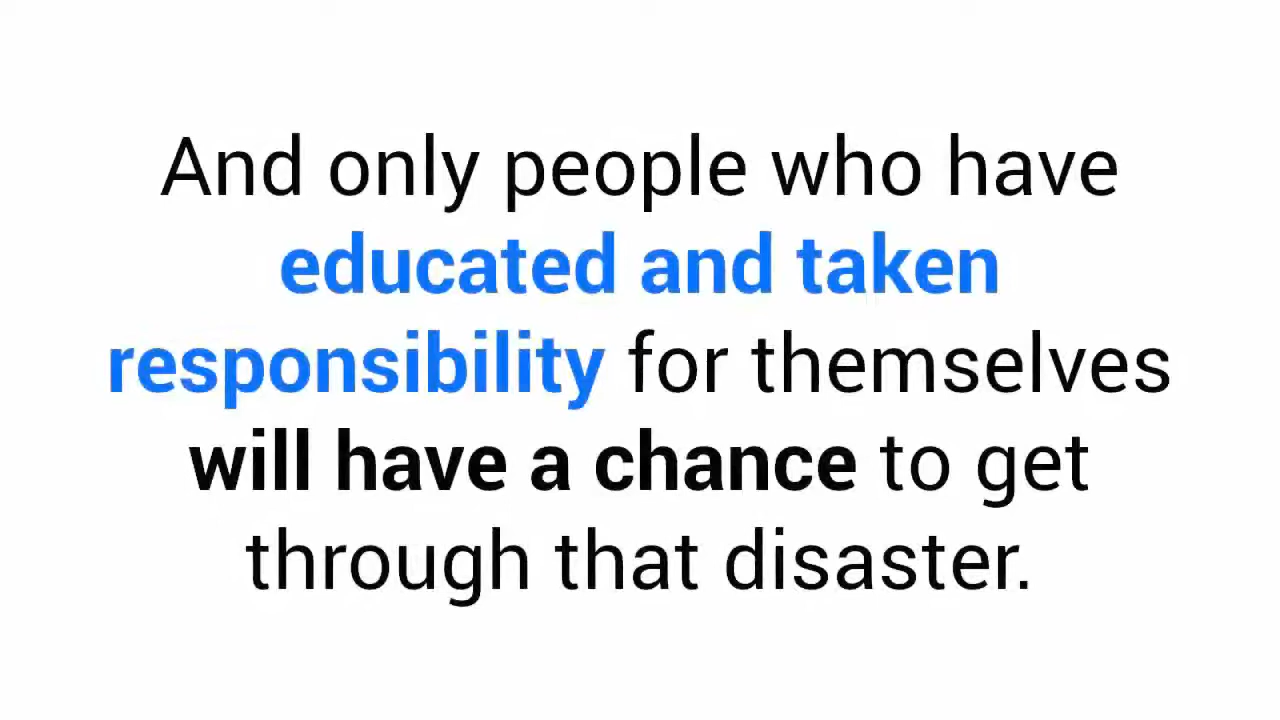 And only people who have
educated and taken
responsibility for themselves
will have a chance to get
through that disaster.